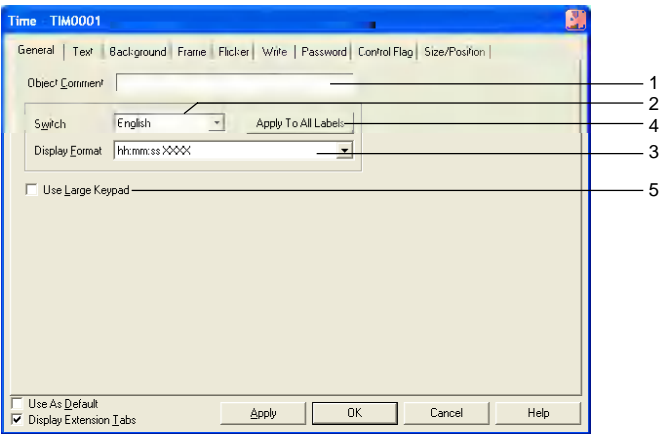 Time - TIM0001
General Text Background Frame Flicker Write Password Control Flag Size/Position
Object Comment 1
2
Switch English Apply To All Labels 4
Display Format hh:mm:ss XXXX 3
Use Large Keypad 5
Use As Default
Display Extension Tabs
Apply OK Cancel Help